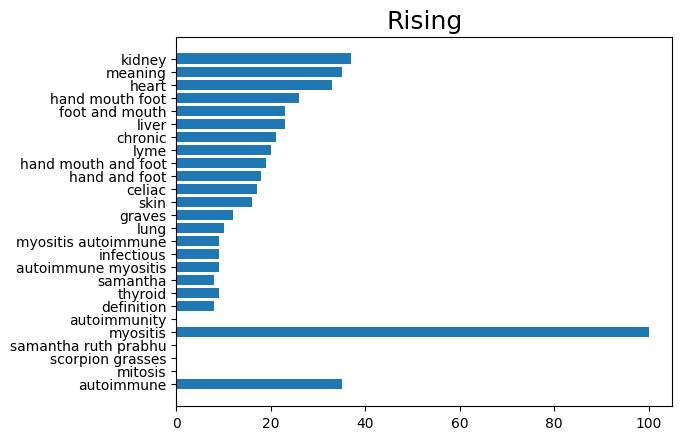 Rising
kidney
meaning
heart
hand mouth foot
foot and mouth
liver
chronic
lyme
hand mouth and foot
hand and foot
celiac
skin
graves
lung
myositis autoimmune
infectious
autoimmune myositis
samantha
thyroid
definition
autoimmunity
myositis
samantha ruth prabhu
scorpion grasses
mitosis
autoimmune
0 20 40 60 80 100